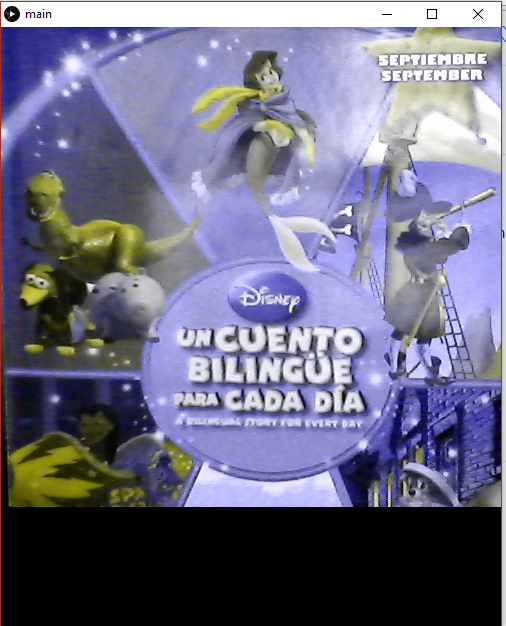 main
SEPTIEMBRE
SEPTEMBER
DISNEY
UN CUENTO
BILINGÜE
PARA CADA DÍA
A BILINGUAL STORY FOR EVERY DAY